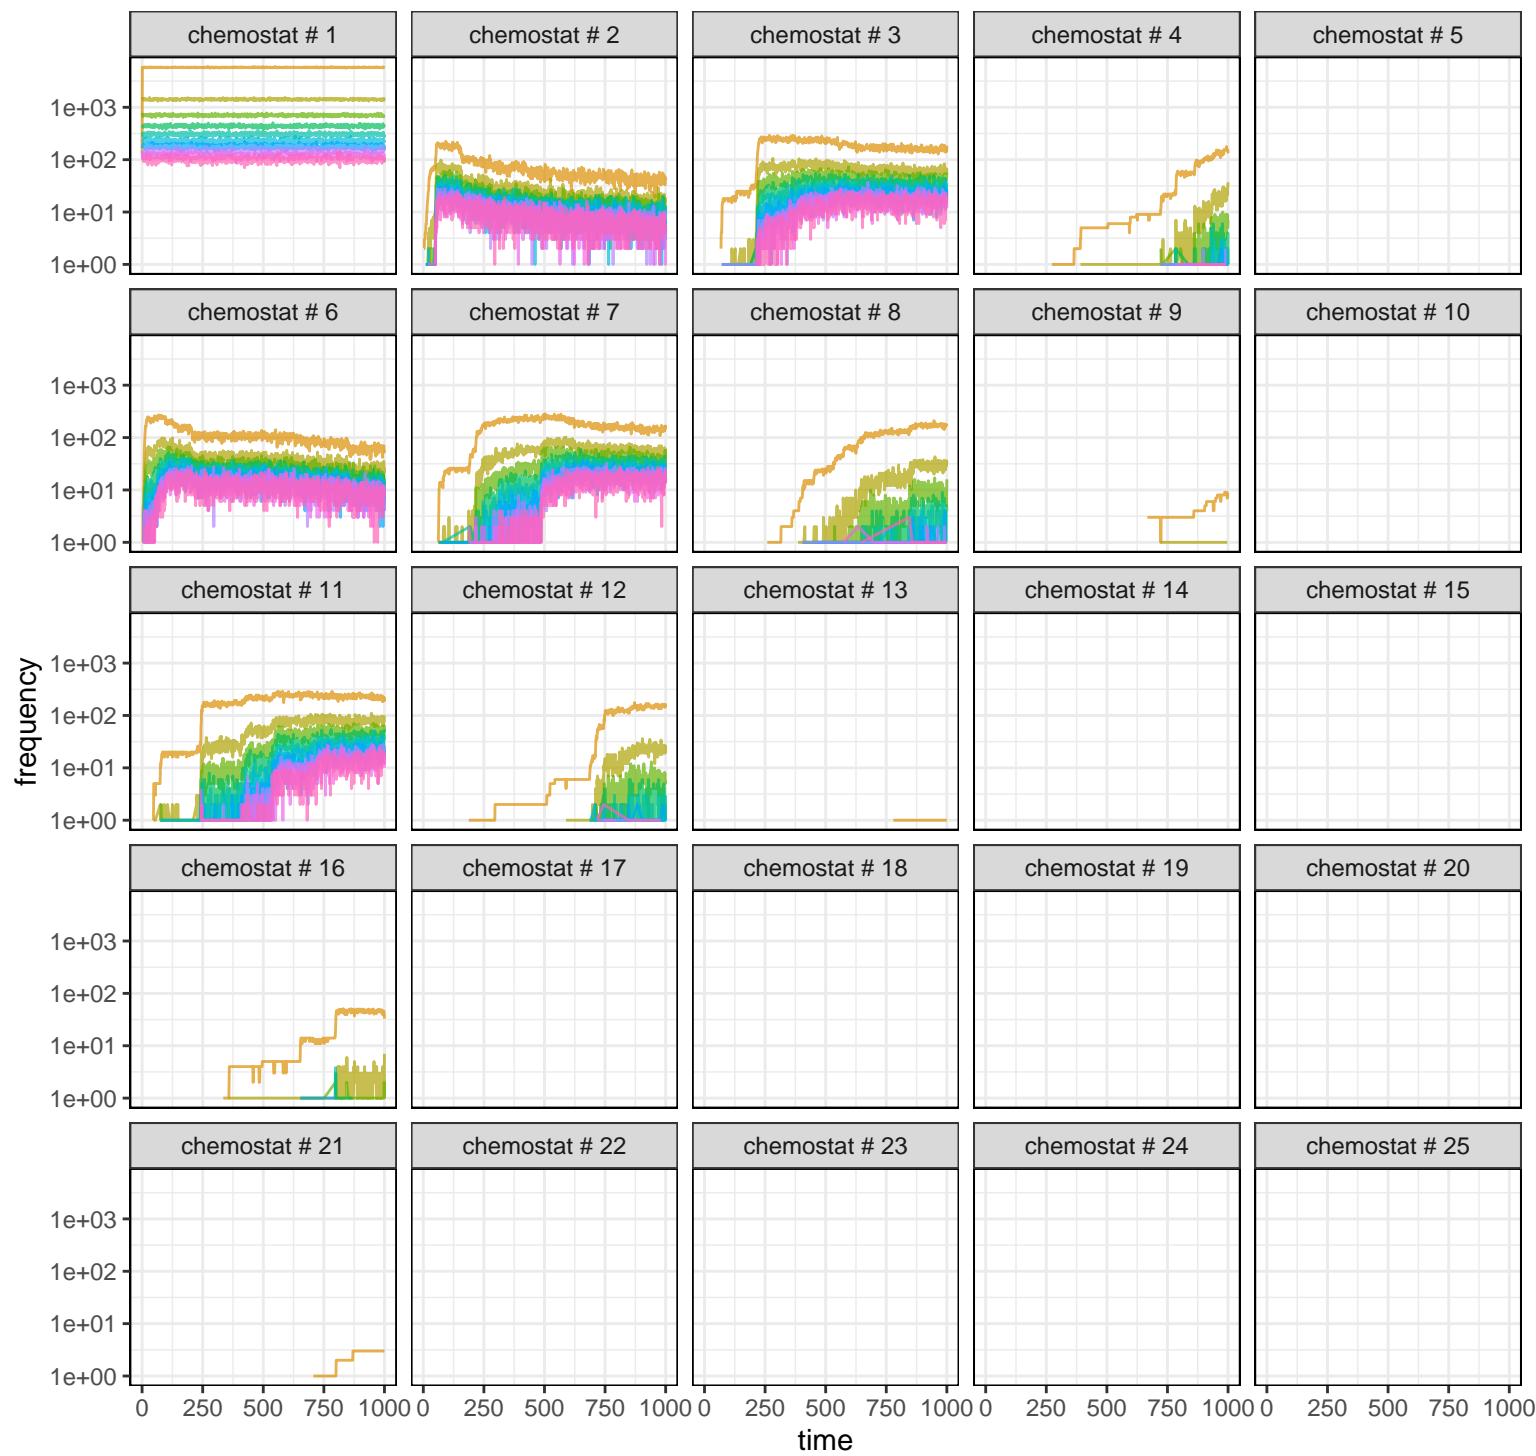 chemostat # 1 chemostat # 2 chemostat # 3 chemostat # 4 chemostat # 5
1e+03
1e+02
1e+01
1e+00
chemostat # 6 chemostat # 7 chemostat # 8 chemostat # 9 chemostat # 10
1e+03
1e+02
1e+01
1e+00
chemostat # 11 chemostat # 12 chemostat # 13 chemostat # 14 chemostat # 15
frequency
1e+03
1e+02
1e+01
1e+00
chemostat # 16 chemostat # 17 chemostat # 18 chemostat # 19 chemostat # 20
1e+03
1e+02
1e+01
1e+00
chemostat # 21 chemostat # 22 chemostat # 23 chemostat # 24 chemostat # 25
1e+03
1e+02
1e+01
1e+00
0 250 500 750 1000 0 250 500 750 1000 0 250 500 750 1000 0 250 500 750 1000 0 250 500 750 1000
time